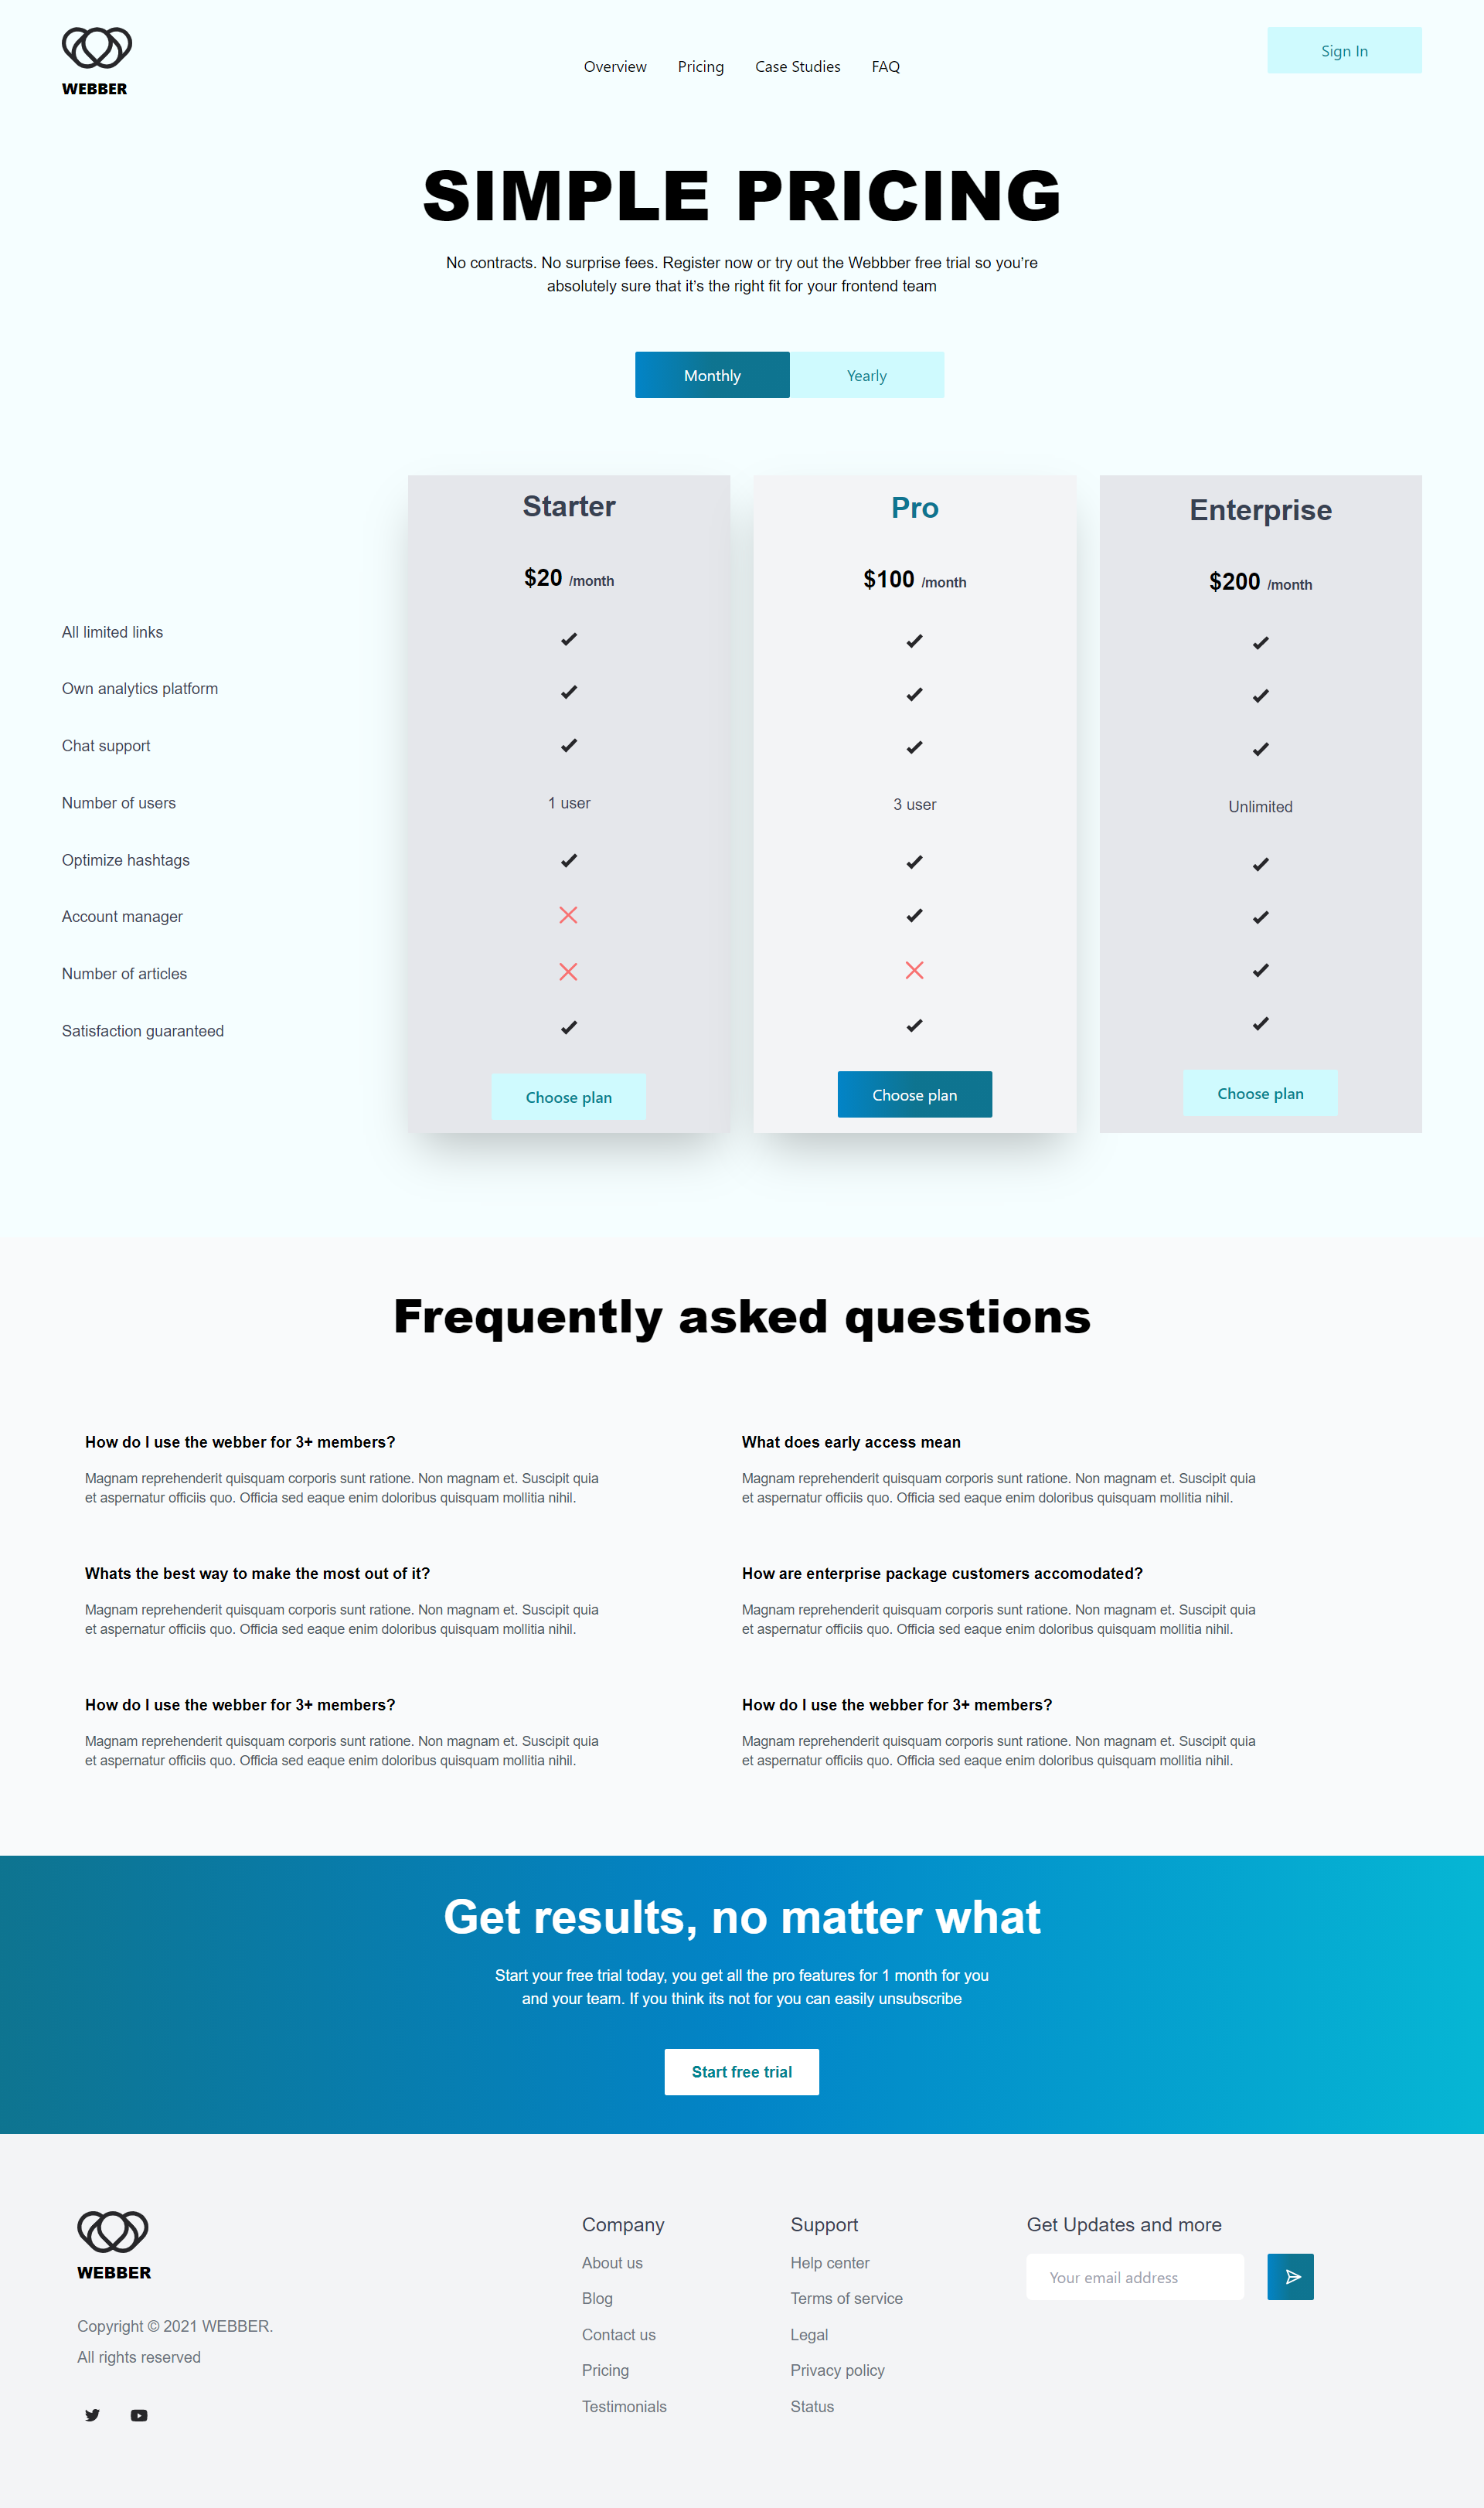 WEBBER
Overview Pricing Case Studies FAQ
Sign In
SIMPLE PRICING
No contracts. No surprise fees. Register now or try out the Webbber free trial so you're
absolutely sure that it's the right fit for your frontend team
Monthly Yearly
Starter Pro Enterprise
$20 /month $100 /month $200 /month
All limited links
Own analytics platform
Chat support
Number of users 1 user 3 user Unlimited
Optimize hashtags
Account manager
Number of articles
Satisfaction guaranteed
Choose plan Choose plan Choose plan
Frequently asked questions
How do I use the webber for 3+ members?
Magnam reprehenderit quisquam corporis sunt ratione. Non magnam et. Suscipit quia
et aspernatur officiis quo. Officia sed eaque enim doloribus quisquam mollitia nihil.
What does early access mean
Magnam reprehenderit quisquam corporis sunt ratione. Non magnam et. Suscipit quia
et aspernatur officiis quo. Officia sed eaque enim doloribus quisquam mollitia nihil.
Whats the best way to make the most out of it?
Magnam reprehenderit quisquam corporis sunt ratione. Non magnam et. Suscipit quia
et aspernatur officiis quo. Officia sed eaque enim doloribus quisquam mollitia nihil.
How are enterprise package customers accomodated?
Magnam reprehenderit quisquam corporis sunt ratione. Non magnam et. Suscipit quia
et aspernatur officiis quo. Officia sed eaque enim doloribus quisquam mollitia nihil.
How do I use the webber for 3+ members?
Magnam reprehenderit quisquam corporis sunt ratione. Non magnam et. Suscipit quia
et aspernatur officiis quo. Officia sed eaque enim doloribus quisquam mollitia nihil.
How do I use the webber for 3+ members?
Magnam reprehenderit quisquam corporis sunt ratione. Non magnam et. Suscipit quia
et aspernatur officiis quo. Officia sed eaque enim doloribus quisquam mollitia nihil.
Get results, no matter what
Start your free trial today, you get all the pro features for 1 month for you
and your team. If you think its not for you can easily unsubscribe
Start free trial
WEBBER
Copyright © 2021 WEBBER.
All rights reserved
Company
About us
Blog
Contact us
Pricing
Testimonials
Support
Help center
Terms of service
Legal
Privacy policy
Status
Get Updates and more
Your email address